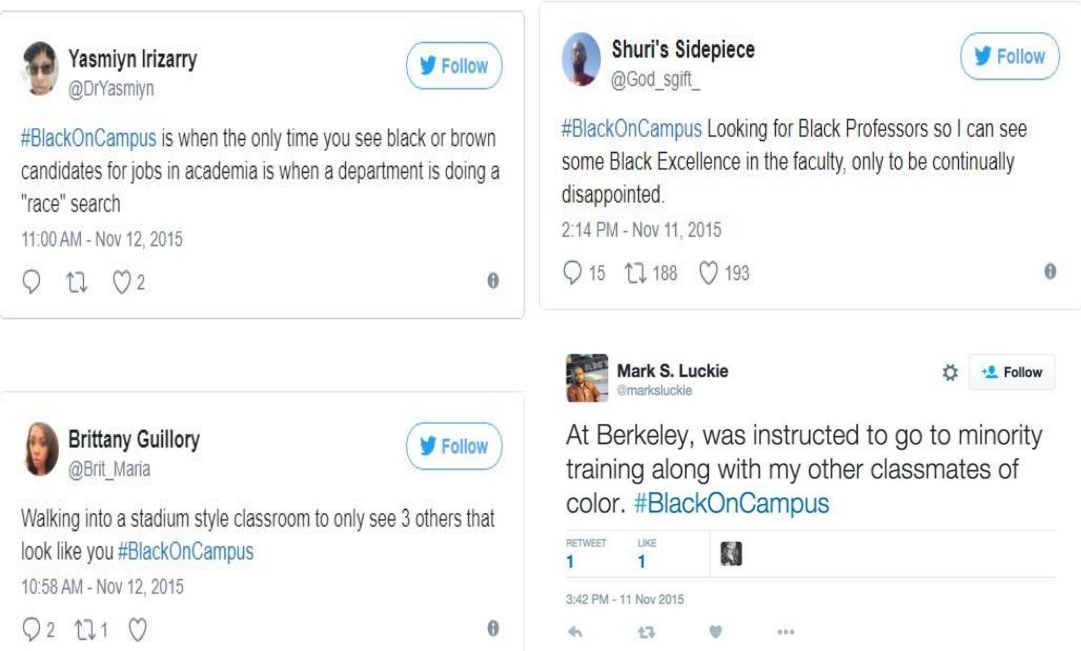 Yasmiyn Irizarry
Follow
@DrYasmiyn
#BlackOnCampus is when the only time you see black or brown
candidates for jobs in academia is when a department is doing a
"race" search
11:00 AM - Nov 12, 2015
2
Shuri's Sidepiece
Follow
@God_sgift_
#BlackOnCampus Looking for Black Professors so I can see
some Black Excellence in the faculty, only to be continually
disappointed.
2:14 PM - Nov 11, 2015
15 188 193
Brittany Guillory
Follow
@Brit_Maria
Walking into a stadium style classroom to only see 3 others that
look like you #BlackOnCampus
10:58 AM - Nov 12, 2015
2 1
Mark S. Luckie
Follow
@marksluckie
At Berkeley, was instructed to go to minority
training along with my other classmates of
color. #BlackOnCampus
RETWEET LIKE
1 1
3:42 PM - 11 Nov 2015